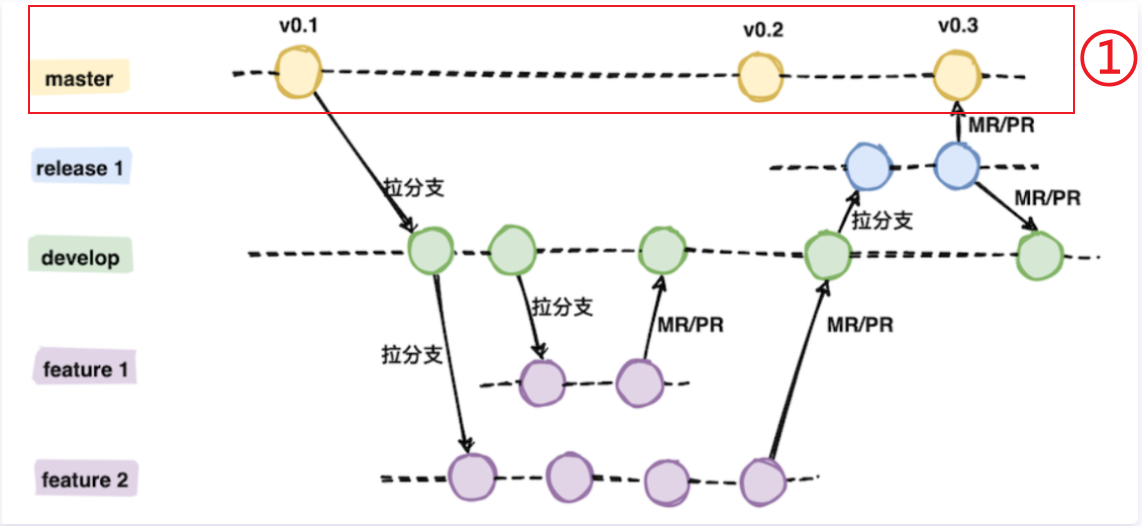 v0.1
v0.2
v0.3
①
master
MR/PR
release 1
拉分支
MR/PR
拉分支
develop
拉分支
MR/PR
MR/PR
拉分支
feature 1
feature 2